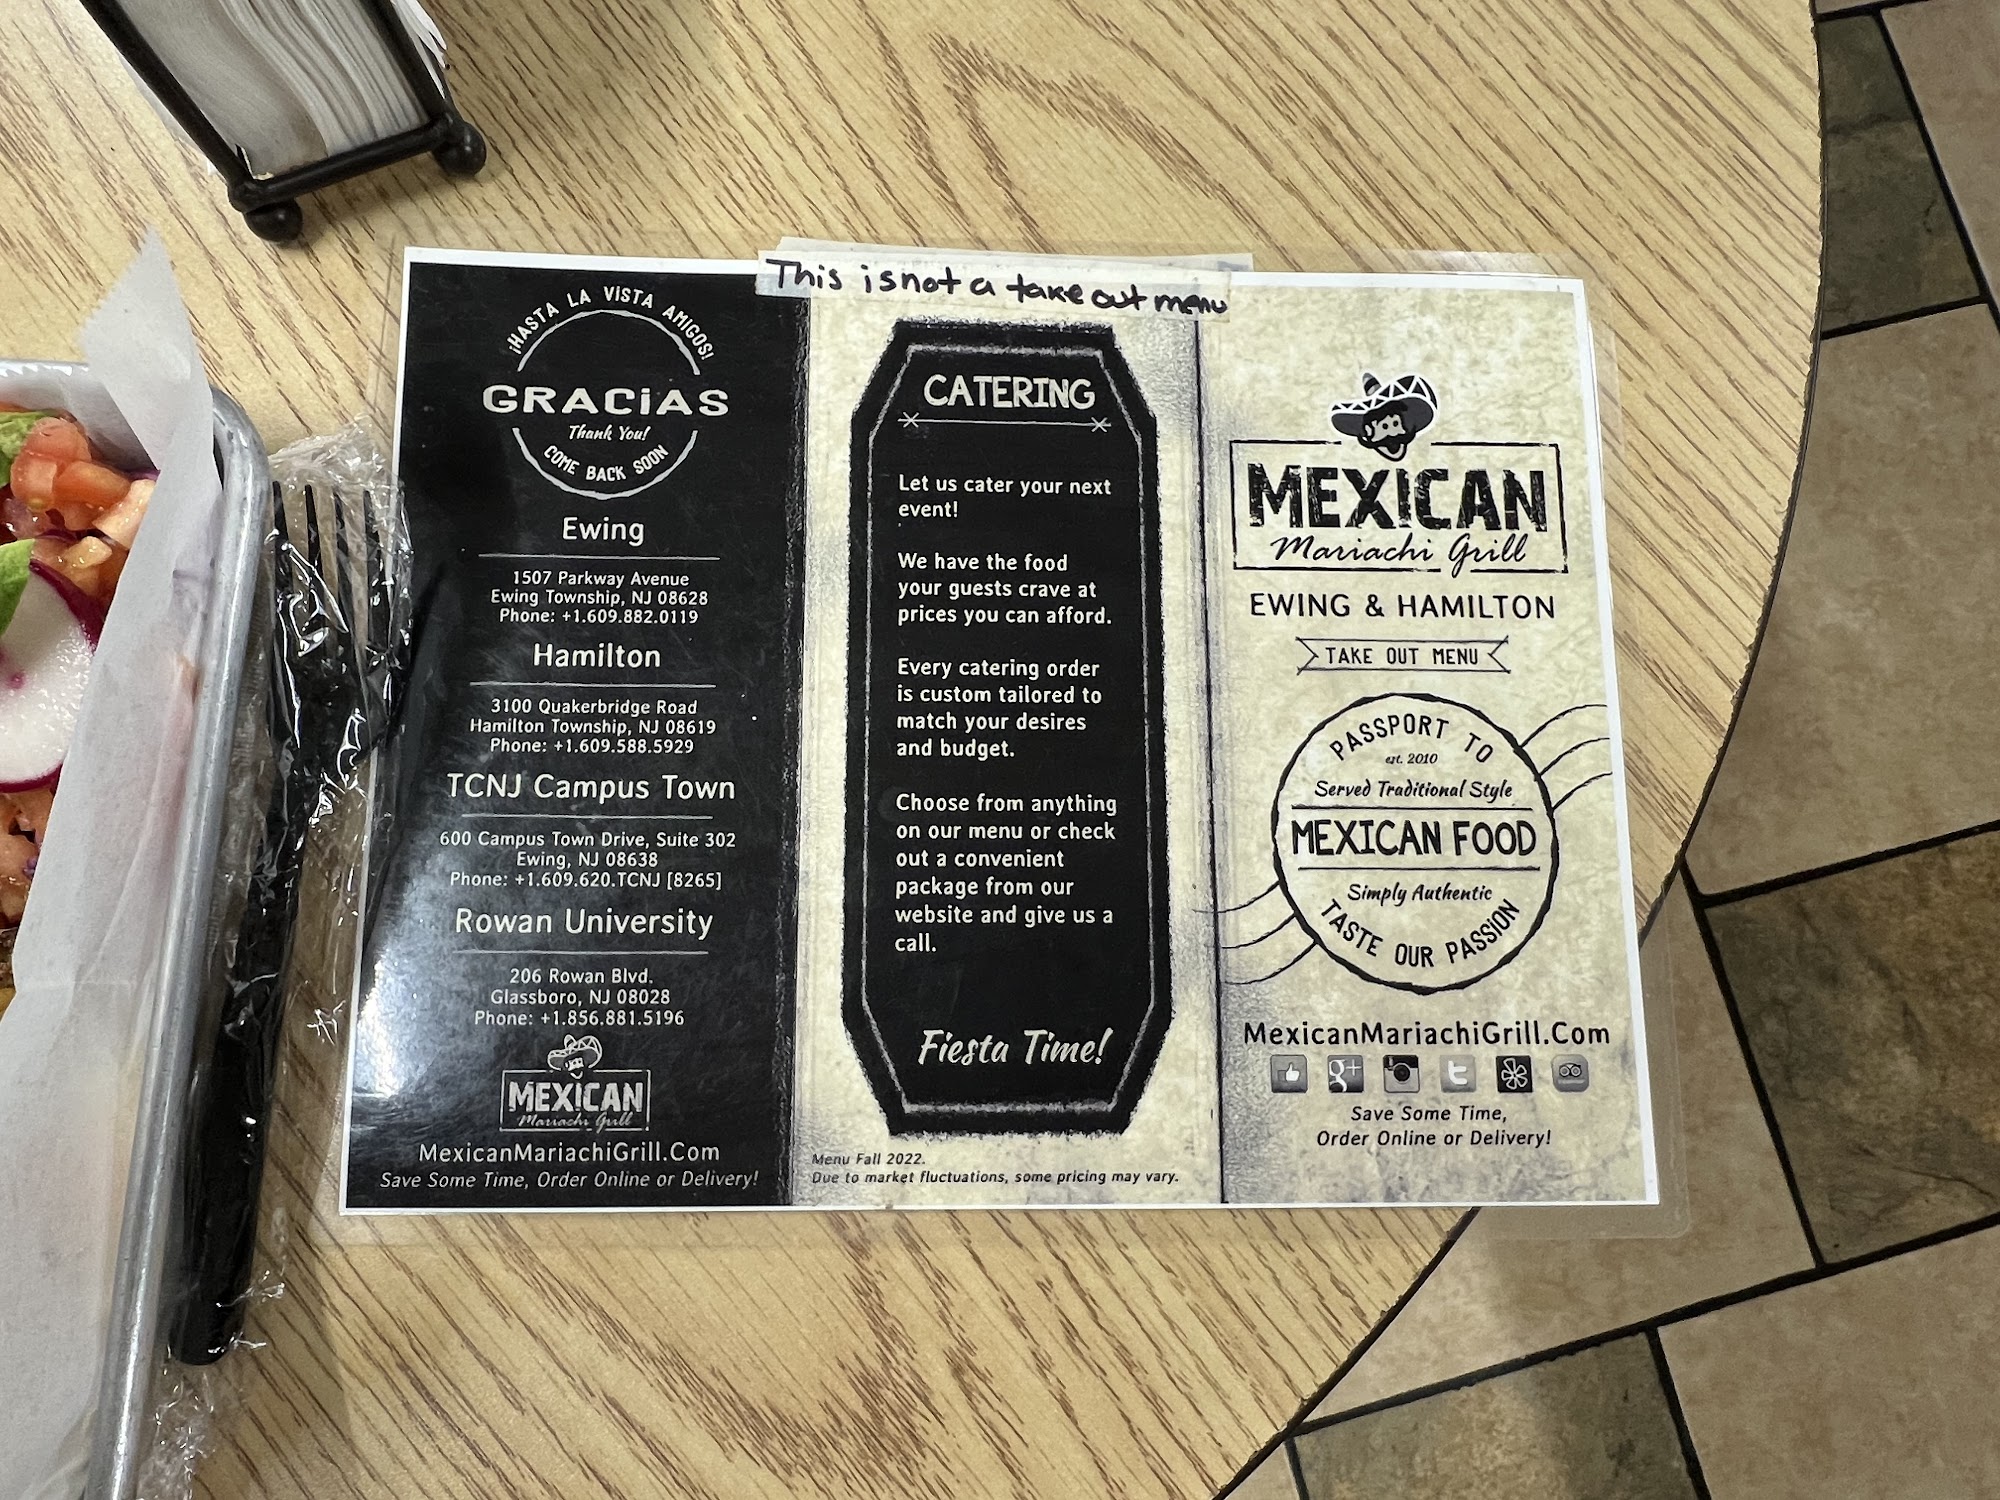 This is not a take out menu
¡HASTA LA VISTA AMIGOS!
GRACIAS
Thank You!
COME BACK SOON
Ewing
1507 Parkway Avenue
Ewing Township, NJ 08628
Phone: +1.609.882.0119
Hamilton
3100 Quakerbridge Road
Hamilton Township, NJ 08619
Phone: +1.609.588.5929
TCNJ Campus Town
600 Campus Town Drive, Suite 302
Ewing, NJ 08638
Phone: +1.609.620.TCNJ [8265]
Rowan University
206 Rowan Blvd.
Glassboro, NJ 08028
Phone: +1.856.881.5196
MEXICAN
Mariachi Grill
MexicanMariachiGrill.Com
Save Some Time, Order Online or Delivery!
CATERING
Let us cater your next
event!
We have the food
your guests crave at
prices you can afford.
Every catering order
is custom tailored to
match your desires
and budget.
Choose from anything
on our menu or check
out a convenient
package from our
website and give us a
call.
Fiesta Time!
Menu Fall 2022.
Due to market fluctuations, some pricing may vary.
MEXICAN
Mariachi Grill
EWING & HAMILTON
TAKE OUT MENU
PASSPORT TO
est. 2010
Served Traditional Style
MEXICAN FOOD
Simply Authentic
TASTE OUR PASSION
MexicanMariachiGrill.Com
g+
Save Some Time,
Order Online or Delivery!